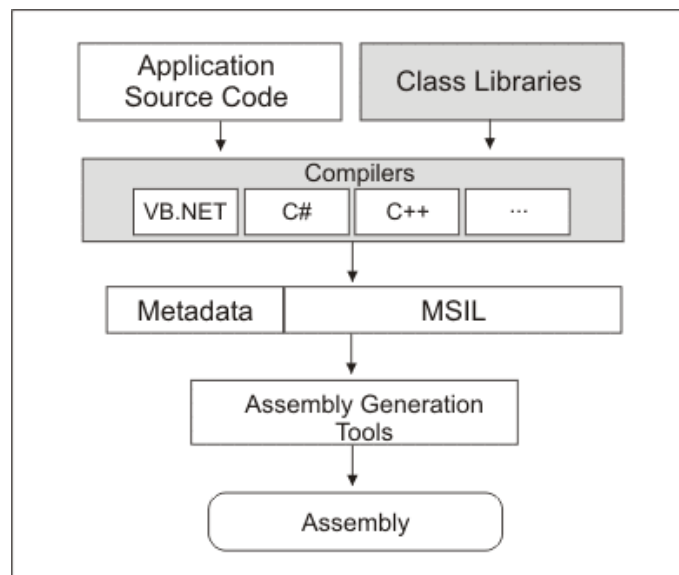 Application
Source Code
Class Libraries
Compilers
VB.NET
C#
C++
...
Metadata
MSIL
Assembly Generation
Tools
Assembly